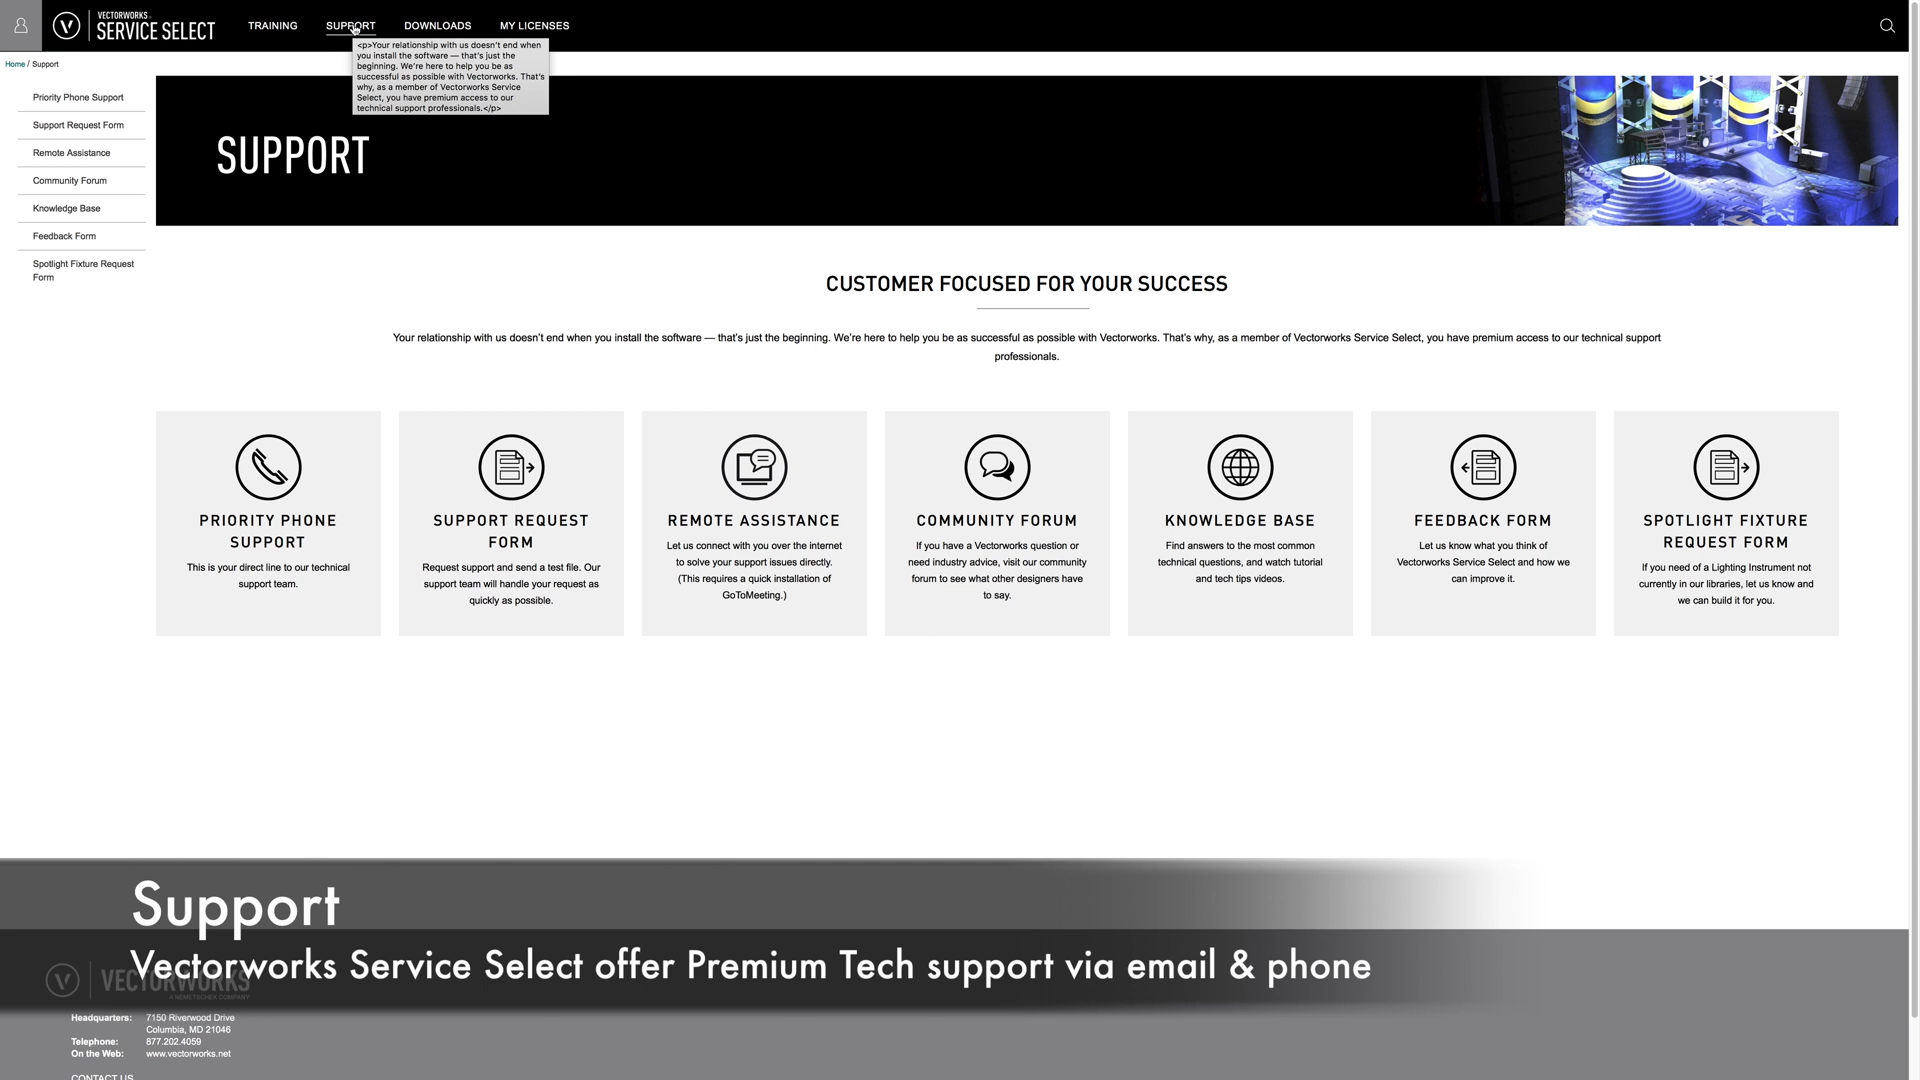 VECTORWORKS
SERVICE SELECT
TRAINING
SUPPORT
DOWNLOADS
MY LICENSES
<p>Your relationship with us doesn't end when
you install the software — that's just the
beginning. We're here to help you be as
successful as possible with Vectorworks. That's
why, as a member of Vectorworks Service
Select, you have premium access to our
technical support professionals.</p>
Home / Support
Priority Phone Support
Support Request Form
Remote Assistance
Community Forum
Knowledge Base
Feedback Form
Spotlight Fixture Request
Form
SUPPORT
CUSTOMER FOCUSED FOR YOUR SUCCESS
Your relationship with us doesn't end when you install the software — that's just the beginning. We're here to help you be as successful as possible with Vectorworks. That's why, as a member of Vectorworks Service Select, you have premium access to our technical support
professionals.
PRIORITY PHONE
SUPPORT
This is your direct line to our technical
support team.
SUPPORT REQUEST
FORM
Request support and send a test file. Our
support team will handle your request as
quickly as possible.
REMOTE ASSISTANCE
Let us connect with you over the internet
to solve your support issues directly.
(This requires a quick installation of
GoToMeeting.)
COMMUNITY FORUM
If you have a Vectorworks question or
need industry advice, visit our community
forum to see what other designers have
to say.
KNOWLEDGE BASE
Find answers to the most common
technical questions, and watch tutorial
and tech tips videos.
FEEDBACK FORM
Let us know what you think of
Vectorworks Service Select and how we
can improve it.
SPOTLIGHT FIXTURE
REQUEST FORM
If you need of a Lighting Instrument not
currently in our libraries, let us know and
we can build it for you.
Support
Vectorworks Service Select offer Premium Tech support via email & phone
VECTORWORKS
A NEMETSCHEK COMPANY
Headquarters: 7150 Riverwood Drive
Columbia, MD 21046
Telephone: 877.202.4059
On the Web: www.vectorworks.net
CONTACT US